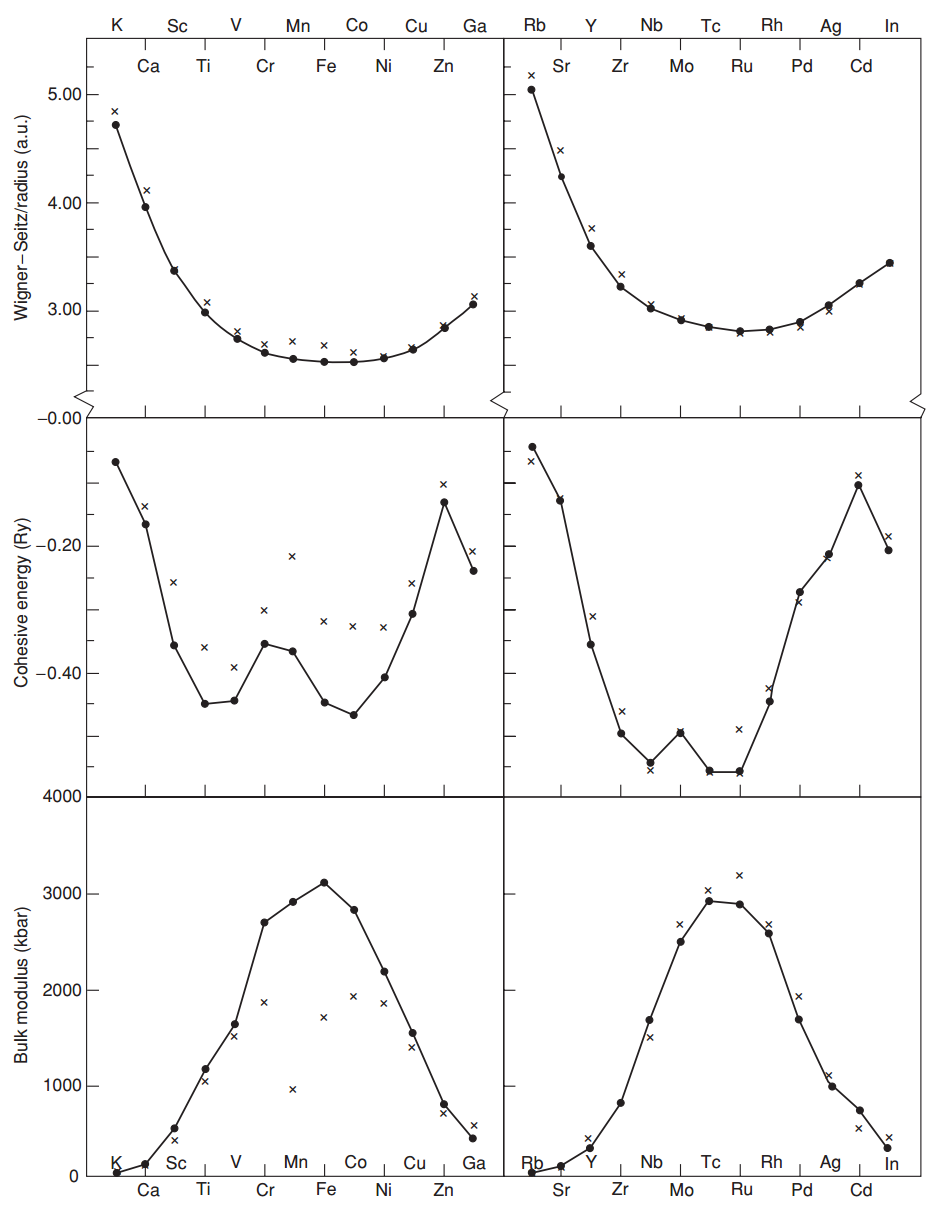 K Sc V Mn Co Cu Ga Rb Y Nb Tc Rh Ag In
Ca Ti Cr Fe Ni Zn Sr Zr Mo Ru Pd Cd
Wigner–Seitz/radius (a.u.)
5.00
4.00
3.00
Cohesive energy (Ry)
−0.00
−0.20
−0.40
Bulk modulus (kbar)
4000
3000
2000
1000
0
K Sc V Mn Co Cu Ga Rb Y Nb Tc Rh Ag In
Ca Ti Cr Fe Ni Zn Sr Zr Mo Ru Pd Cd